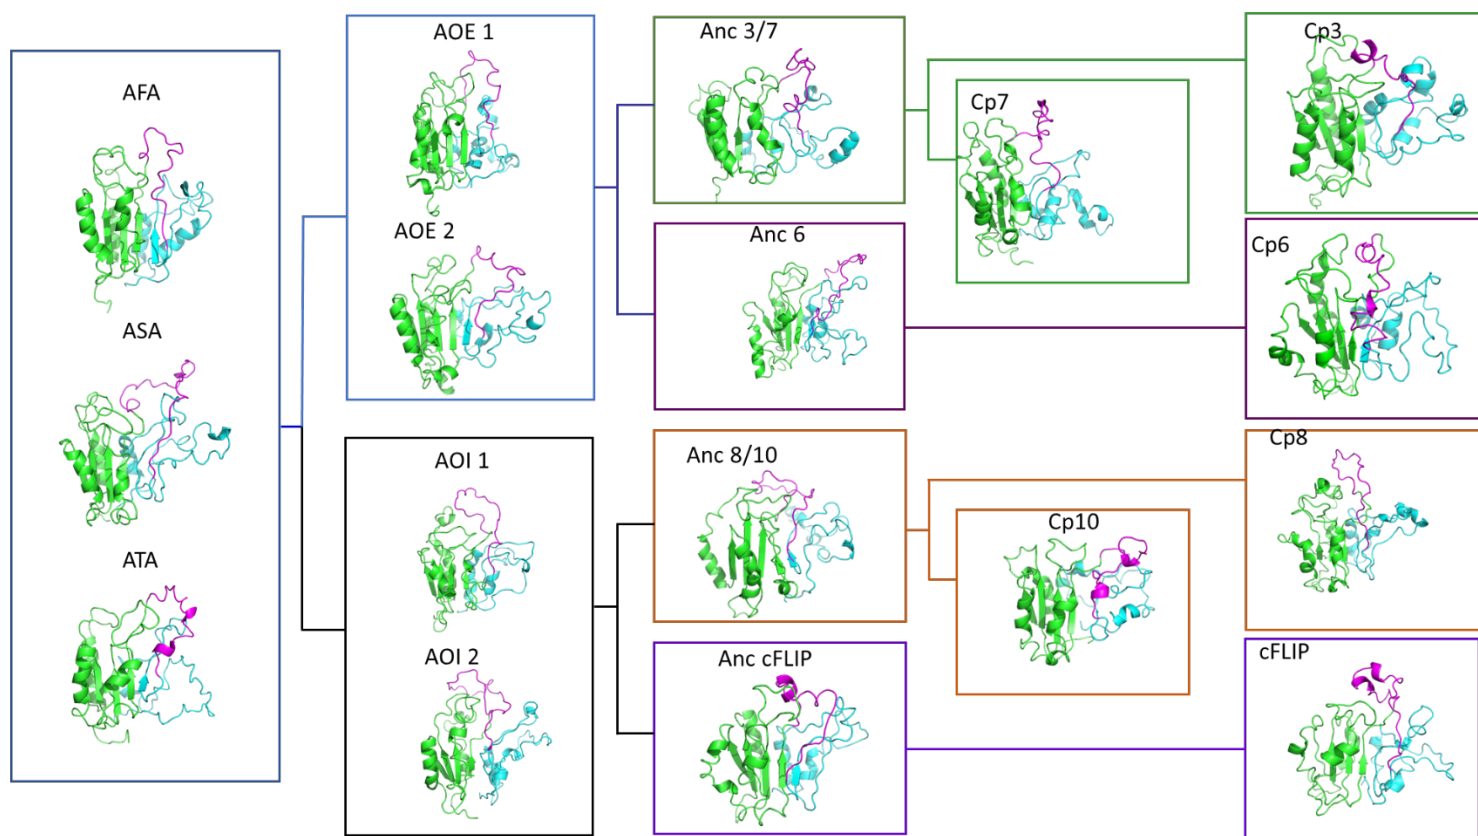 AFA
ASA
ATA
AOE 1
AOE 2
AOI 1
AOI 2
Anc 3/7
Anc 6
Anc 8/10
Anc cFLIP
Cp7
Cp10
Cp3
Cp6
Cp8
cFLIP